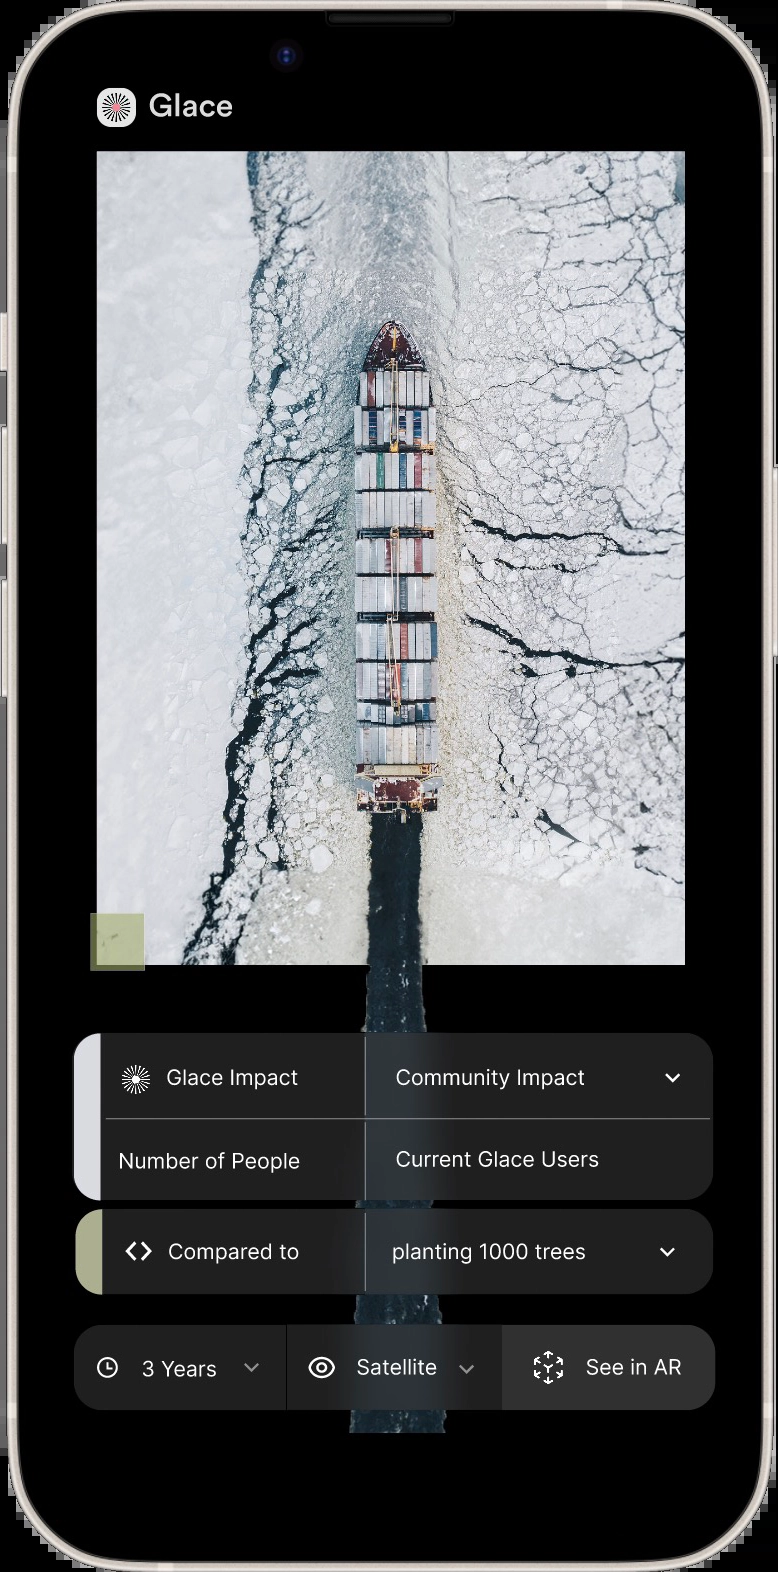 Glace
Glace Impact
Community Impact
Number of People
Current Glace Users
Compared to
planting 1000 trees
3 Years
Satellite
See in AR